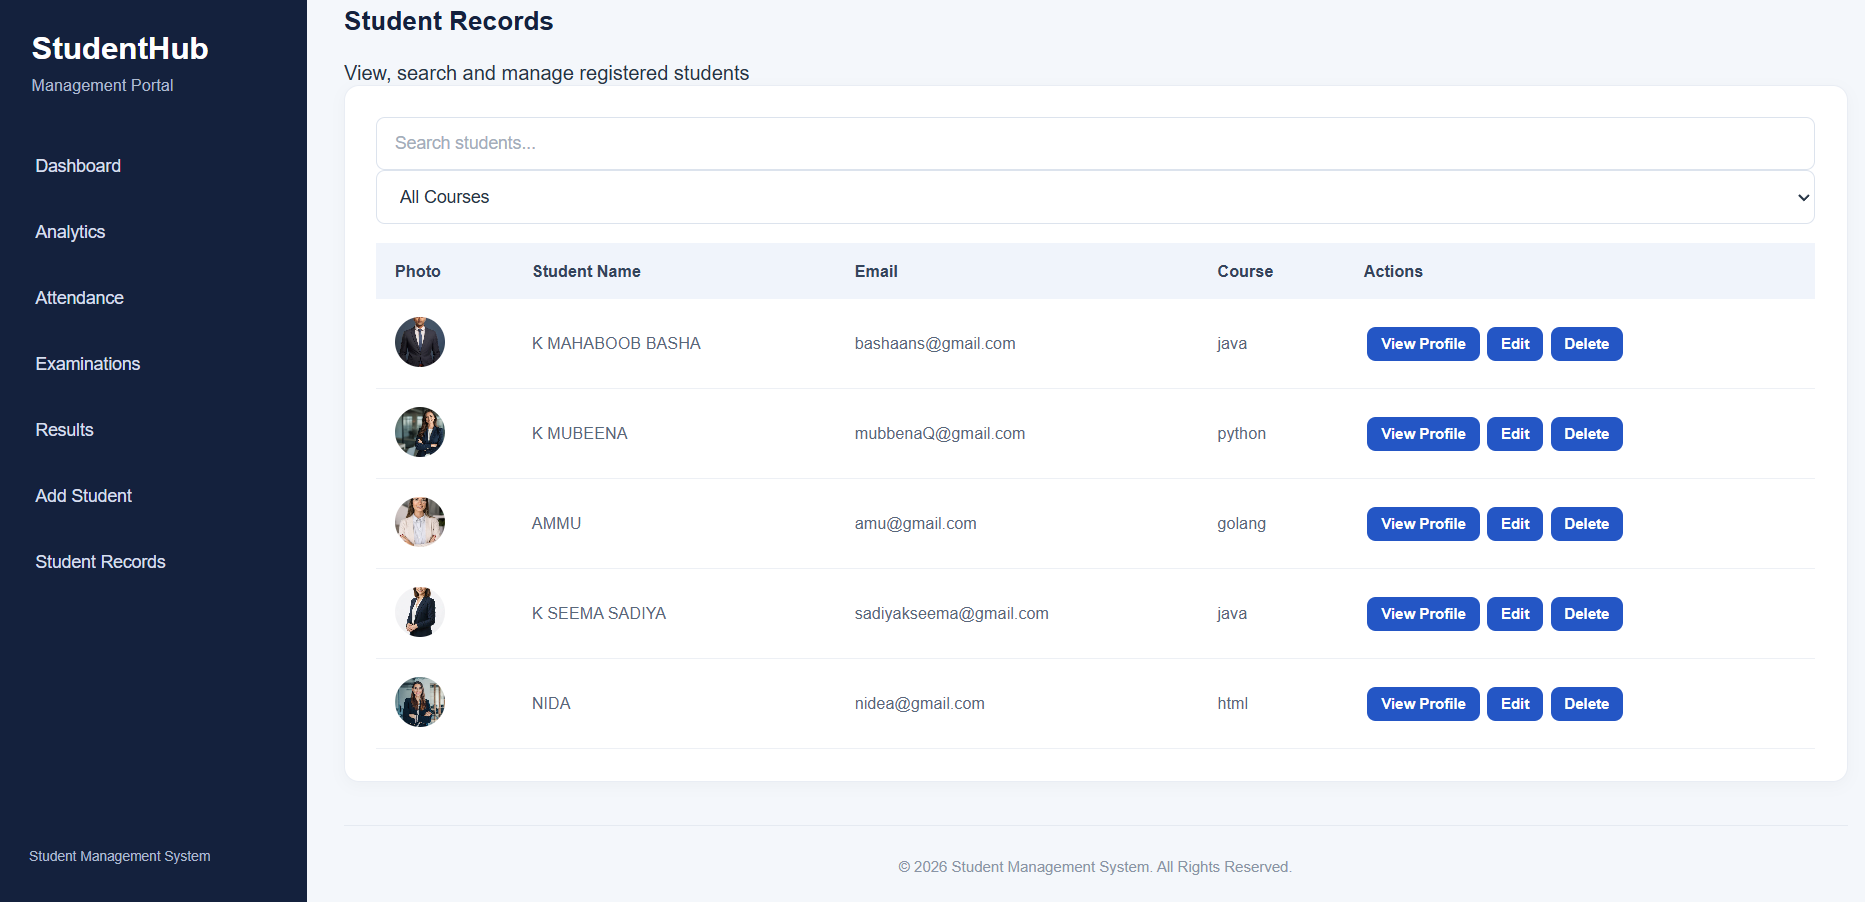 StudentHub
Management Portal
Dashboard
Analytics
Attendance
Examinations
Results
Add Student
Student Records
Student Management System
Student Records
View, search and manage registered students
Search students...
All Courses
Photo Student Name Email Course Actions
K MAHABOOB BASHA bashaans@gmail.com java View Profile Edit Delete
K MUBEENA mubbenaQ@gmail.com python View Profile Edit Delete
AMMU amu@gmail.com golang View Profile Edit Delete
K SEEMA SADIYA sadiyakseema@gmail.com java View Profile Edit Delete
NIDA nidea@gmail.com html View Profile Edit Delete
© 2026 Student Management System. All Rights Reserved.